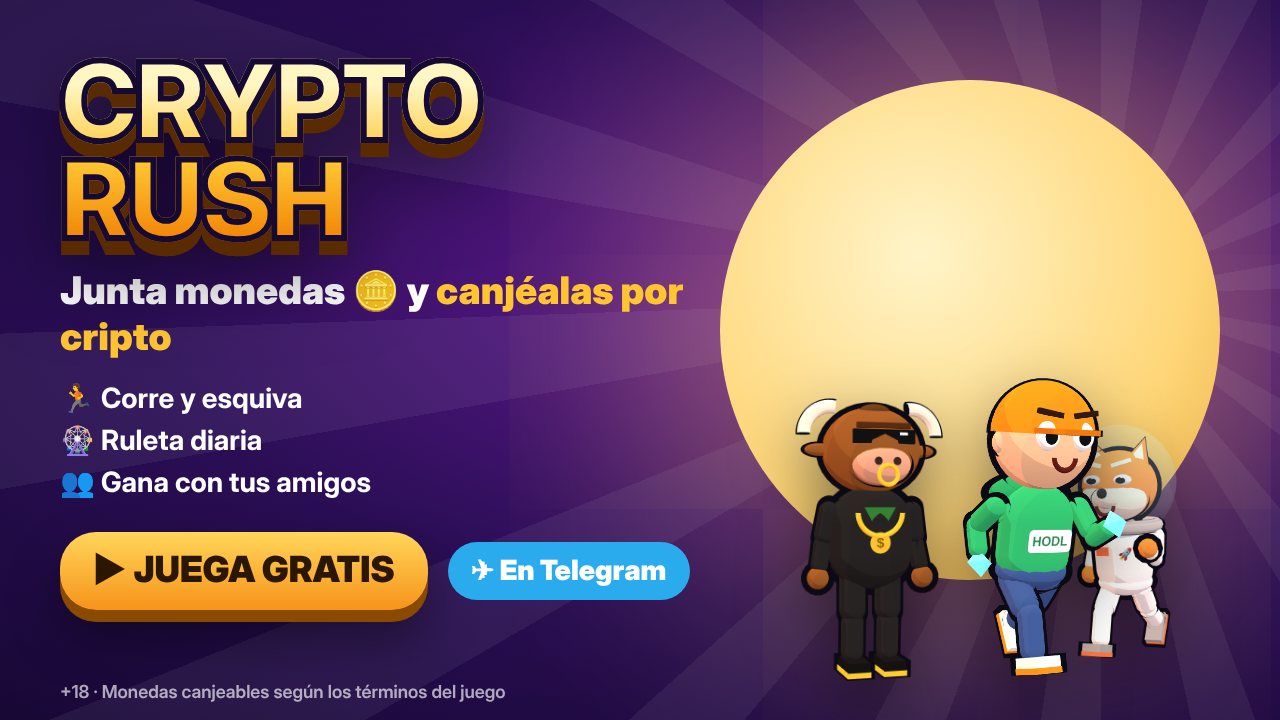 CRYPTO
RUSH
Junta monedas 🪙 y canjéalas por
cripto
🏃 Corre y esquiva
🎡 Ruleta diaria
👥 Gana con tus amigos
▶ JUEGA GRATIS
✈ En Telegram
HODL
$
+18 · Monedas canjeables según los términos del juego